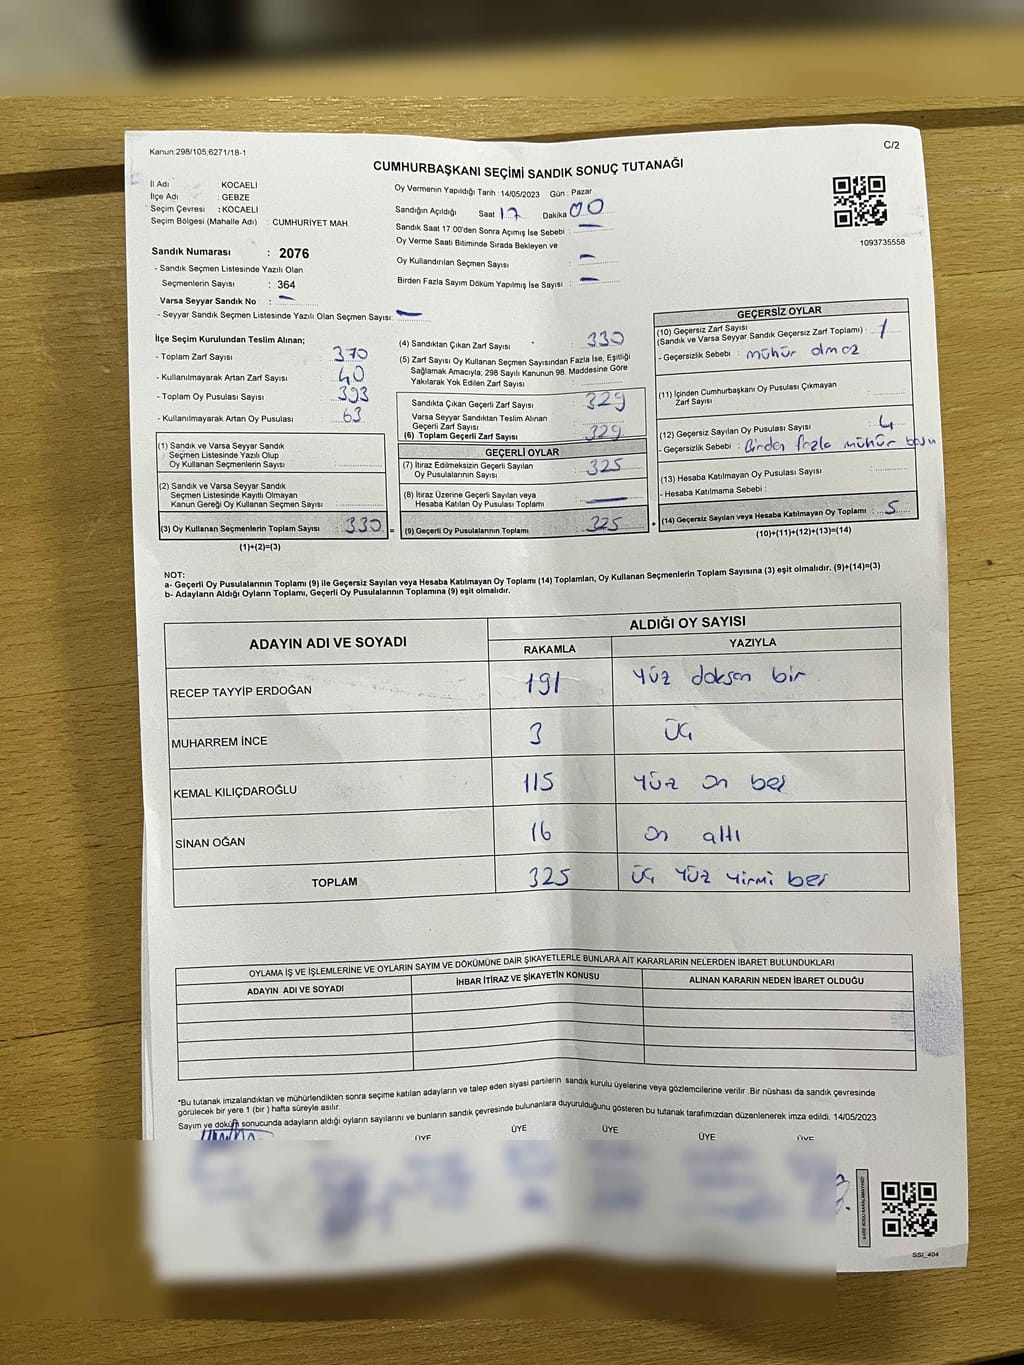 Kanun:298/105;6271/18-1
C/2
CUMHURBAŞKANI SEÇİMİ SANDIK SONUÇ TUTANAĞI
İl Adı : KOCAELİ
İlçe Adı : GEBZE
Seçim Çevresi : KOCAELİ
Seçim Bölgesi (Mahalle Adı) : CUMHURİYET MAH.
Oy Vermenin Yapıldığı Tarih : 14/05/2023 Gün : Pazar
Sandığın Açıldığı Saat 17 Dakika 00
Sandık Saat 17.00'den Sonra Açımış İse Sebebi : —
Oy Verme Saati Bitiminde Sırada Bekleyen ve
Oy Kullandırılan Seçmen Sayısı : —
Birden Fazla Sayım Döküm Yapılmış İse Sayısı : —
1093735558
Sandık Numarası : 2076
- Sandık Seçmen Listesinde Yazılı Olan
Seçmenlerin Sayısı : 364
Varsa Seyyar Sandık No : —
- Seyyar Sandık Seçmen Listesinde Yazılı Olan Seçmen Sayısı: —
İlçe Seçim Kurulundan Teslim Alınan;
- Toplam Zarf Sayısı : 370
- Kullanılmayarak Artan Zarf Sayısı : 40
- Toplam Oy Pusulası Sayısı : 393
- Kullanılmayarak Artan Oy Pusulası : 63
(1) Sandık ve Varsa Seyyar Sandık
Seçmen Listesinde Yazılı Olup
Oy Kullanan Seçmenlerin Sayısı :
(2) Sandık ve Varsa Seyyar Sandık
Seçmen Listesinde Kayıtlı Olmayan
Kanun Gereği Oy Kullanan Seçmen Sayısı :
(3) Oy Kullanan Seçmenlerin Toplam Sayısı : 330 =
(1)+(2)=(3)
(4) Sandıktan Çıkan Zarf Sayısı : 330
(5) Zarf Sayısı Oy Kullanan Seçmen Sayısından Fazla İse, Eşitliği
Sağlamak Amacıyla, 298 Sayılı Kanunun 98. Maddesine Göre
Yakılarak Yok Edilen Zarf Sayısı :
Sandıkta Çıkan Geçerli Zarf Sayısı : 329
Varsa Seyyar Sandıktan Teslim Alınan
Geçerli Zarf Sayısı :
(6) Toplam Geçerli Zarf Sayısı : 329
GEÇERLİ OYLAR
(7) İtiraz Edilmeksizin Geçerli Sayılan
Oy Pusulalarının Sayısı : 325
(8) İtiraz Üzerine Geçerli Sayılan veya
Hesaba Katılan Oy Pusulası Toplamı : —
(9) Geçerli Oy Pusulalarının Toplamı : 325 +
GEÇERSİZ OYLAR
(10) Geçersiz Zarf Sayısı
(Sandık ve Varsa Seyyar Sandık Geçersiz Zarf Toplamı) : 1
- Geçersizlik Sebebi : mühür olmaz
(11) İçinden Cumhurbaşkanı Oy Pusulası Çıkmayan
Zarf Sayısı :
(12) Geçersiz Sayılan Oy Pusulası Sayısı : 4
- Geçersizlik Sebebi : Birden fazla mühür bası
(13) Hesaba Katılmayan Oy Pusulası Sayısı :
- Hesaba Katılmama Sebebi :
(14) Geçersiz Sayılan veya Hesaba Katılmayan Oy Toplamı : 5
(10)+(11)+(12)+(13)=(14)
NOT:
a- Geçerli Oy Pusulalarının Toplamı (9) ile Geçersiz Sayılan veya Hesaba Katılmayan Oy Toplamı (14) Toplamları, Oy Kullanan Seçmenlerin Toplam Sayısına (3) eşit olmalıdır. (9)+(14)=(3)
b- Adayların Aldığı Oyların Toplamı, Geçerli Oy Pusulalarının Toplamına (9) eşit olmalıdır.
ADAYIN ADI VE SOYADI
ALDIĞI OY SAYISI
RAKAMLA YAZIYLA
RECEP TAYYİP ERDOĞAN 191 Yüz doksan bir
MUHARREM İNCE 3 Üç
KEMAL KILIÇDAROĞLU 115 Yüz on beş
SİNAN OĞAN 16 on altı
TOPLAM 325 Üç Yüz Yirmi beş
OYLAMA İŞ VE İŞLEMLERİNE VE OYLARIN SAYIM VE DÖKÜMÜNE DAİR ŞİKAYETLERLE BUNLARA AİT KARARLARIN NELERDEN İBARET BULUNDUKLARI
ADAYIN ADI VE SOYADI İHBAR İTİRAZ VE ŞİKAYETİN KONUSU ALINAN KARARIN NEDEN İBARET OLDUĞU
*Bu tutanak imzalandıktan ve mühürlendikten sonra seçime katılan adayların ve talep eden siyasi partilerin sandık kurulu üyelerine veya gözlemcilerine verilir .Bir nüshası da sandık çevresinde
görülecek bir yere 1 (bir ) hafta süreyle asılır.
Sayım ve döküm sonucunda adayların aldığı oyların sayılarını ve bunların sandık çevresinde bulunanlara duyurulduğunu gösteren bu tutanak tarafımızdan düzenlenerek imza edildi. 14/05/2023
ÜYE ÜYE ÜYE ÜYE ÜYE
KARE KODU KARALAMAYINIZ!
SSI_404